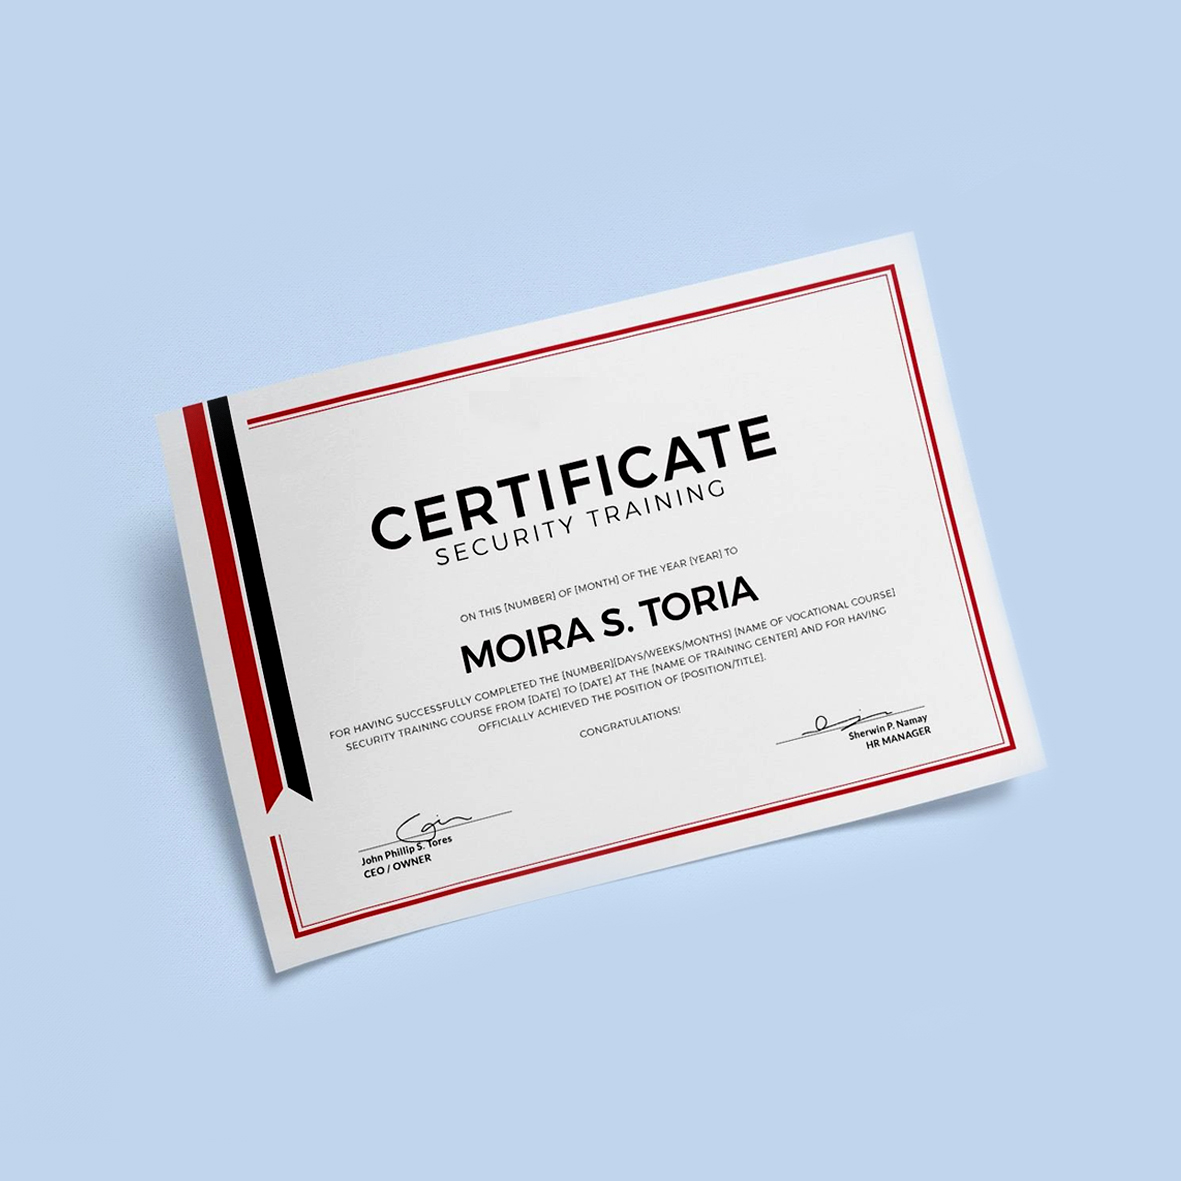 CERTIFICATE
SECURITY TRAINING
ON THIS [NUMBER] OF [MONTH] OF THE YEAR [YEAR] TO
MOIRA S. TORIA
FOR HAVING SUCCESSFULLY COMPLETED THE [NUMBER][DAYS/WEEKS/MONTHS] [NAME OF VOCATIONAL COURSE]
SECURITY TRAINING COURSE FROM [DATE] TO [DATE] AT THE [NAME OF TRAINING CENTER] AND FOR HAVING
OFFICIALLY ACHIEVED THE POSITION OF [POSITION/TITLE].
CONGRATULATIONS!
John Phillip S. Tores
CEO / OWNER
Sherwin P. Namay
HR MANAGER